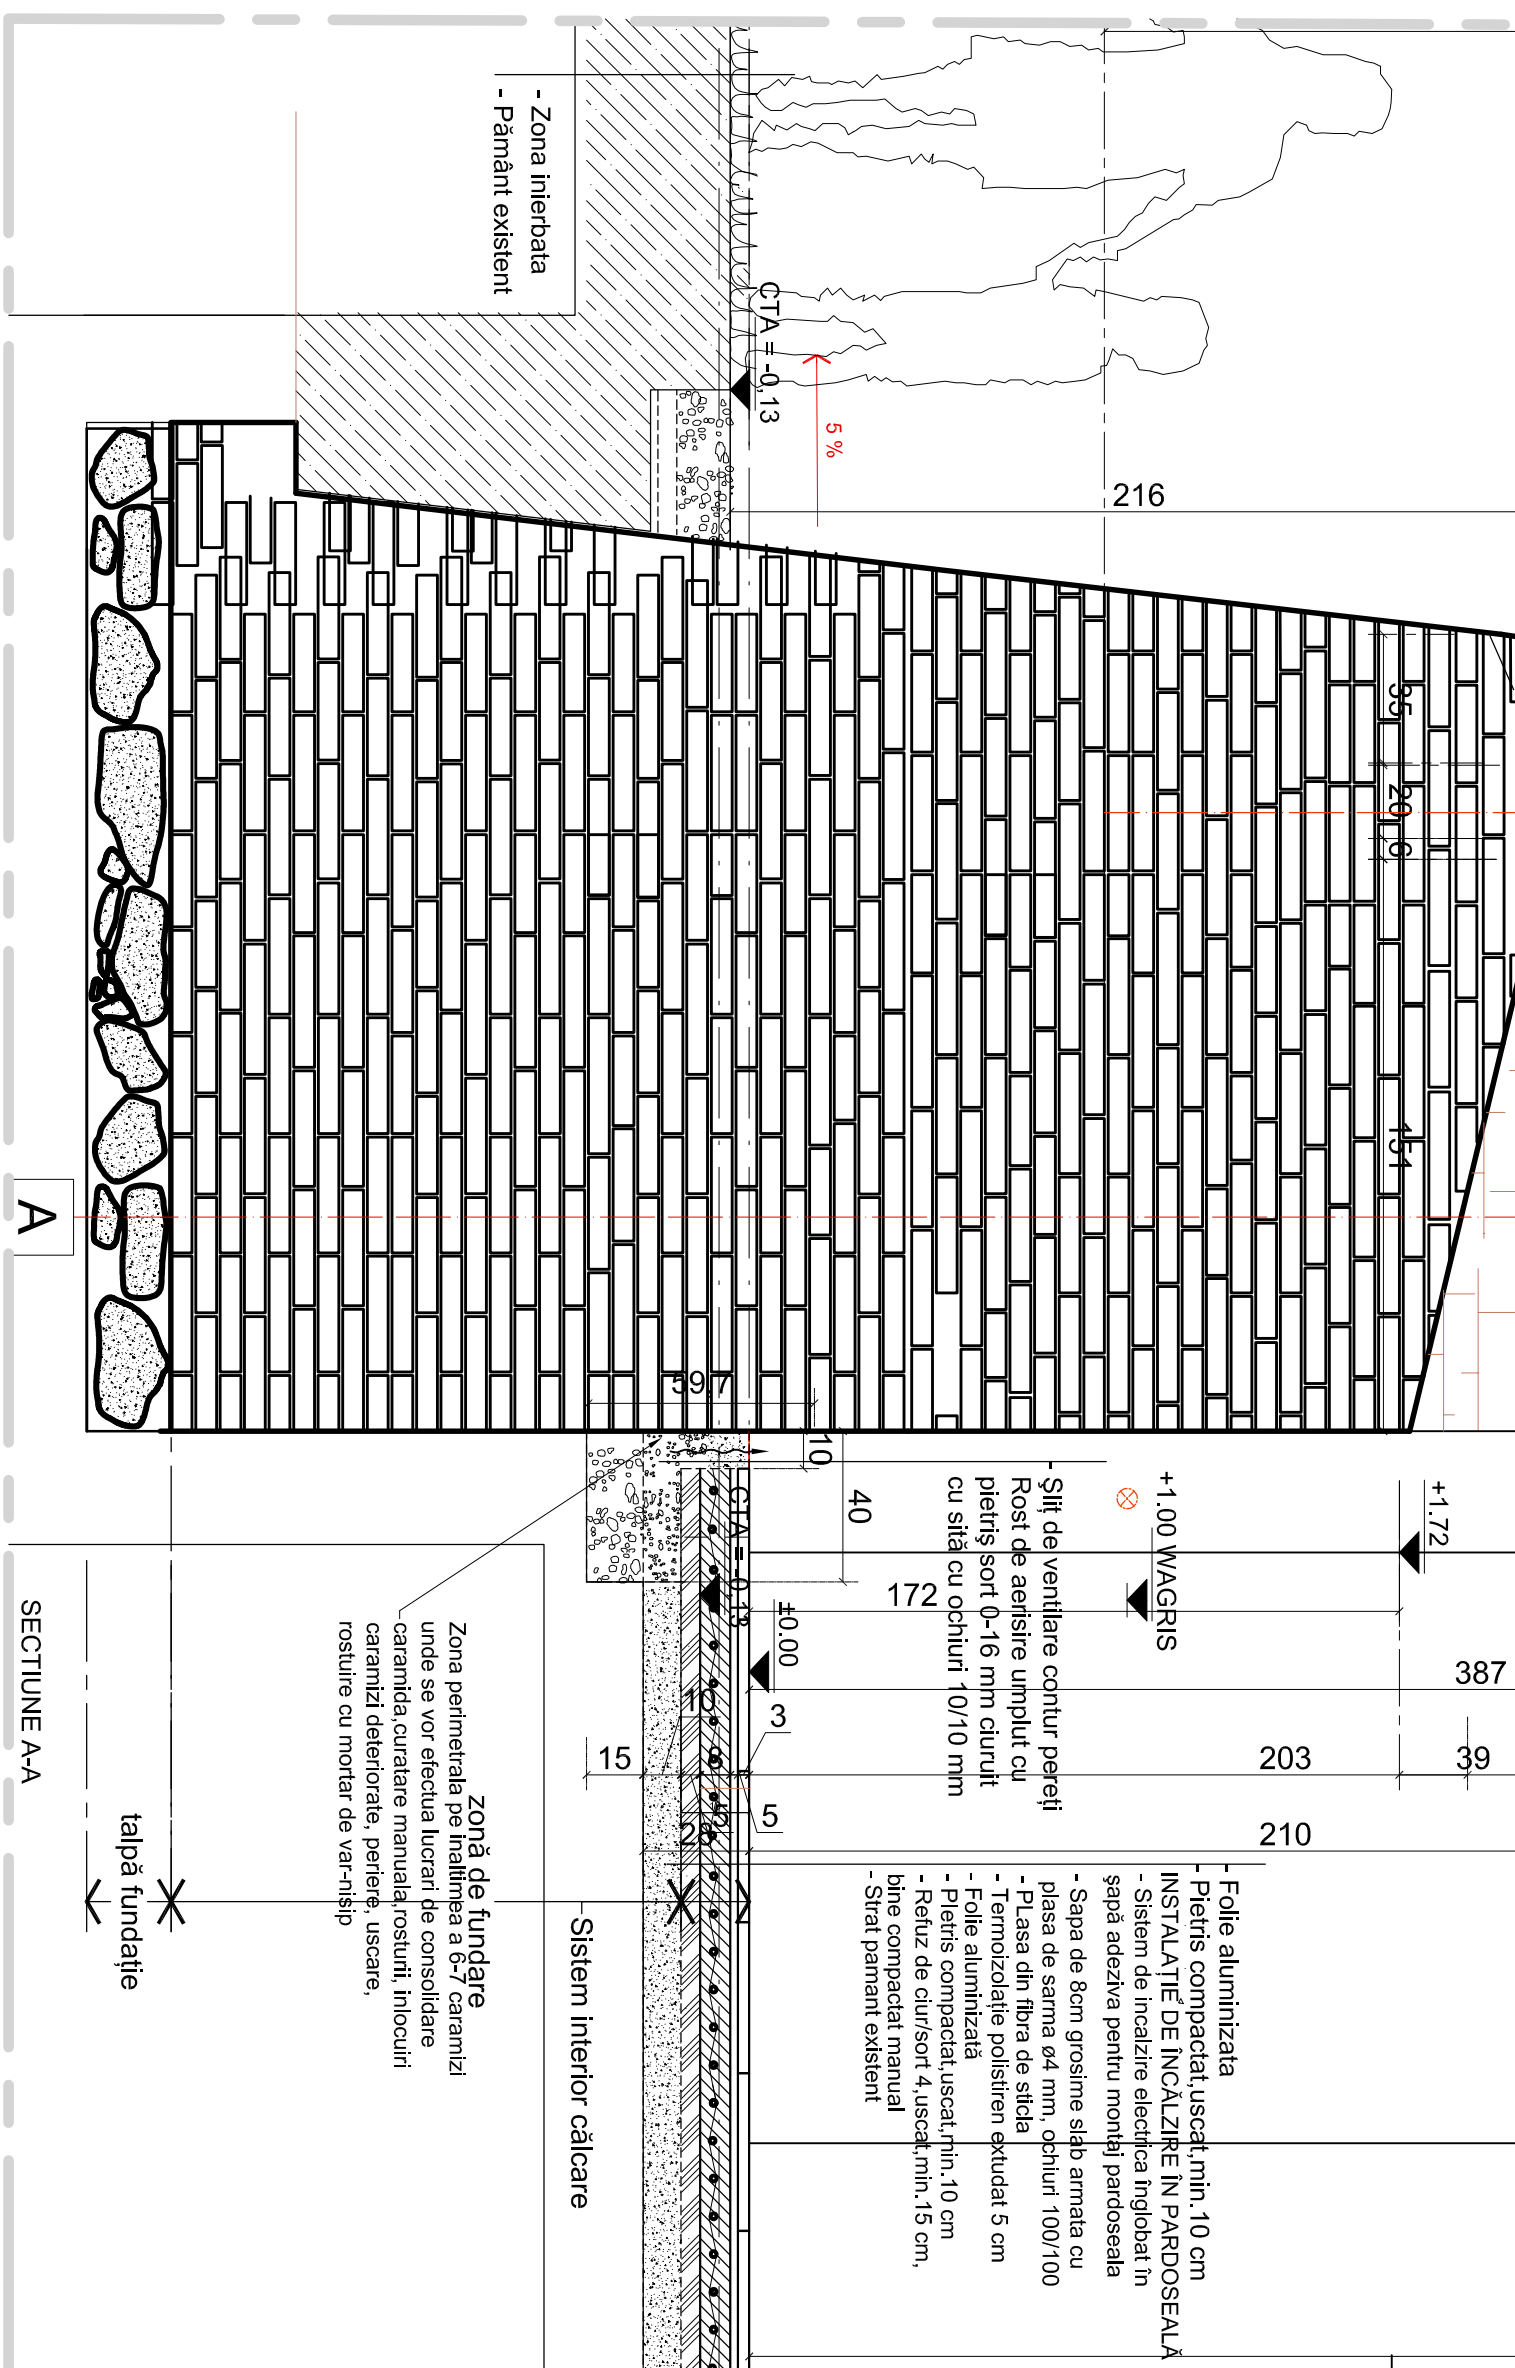 - Zona inierbata
- Pământ existent
CTA = -0,13
5 %
216
35
20
6
151
59,7
10
40
- Șliț de ventilare contur pereți
Rost de aerisire umplut cu
pietriș sort 0-16 mm ciuruit
cu sită cu ochiuri 10/10 mm
+1.00 WAGRIS
+1.72
172
387
CTA = -0,13
±0.00
10
3
15
8
5
5
28
203
39
210
- Folie aluminizata
- Pietris compactat,uscat,min.10 cm
INSTALAȚIE DE ÎNCĂLZIRE ÎN PARDOSEALĂ
- Sistem de incalzire electrica înglobat în
șapă adeziva pentru montaj pardoseala
- Sapa de 8cm grosime slab armata cu
plasa de sarma ø4 mm, ochiuri 100/100
- PLasa din fibra de sticla
- Termoizolație polistiren extudat 5 cm
- Folie aluminizată
- Pietris compactat,uscat,min.10 cm
- Refuz de ciur/sort 4,uscat,min.15 cm,
bine compactat manual
- Strat pamant existent
Sistem interior călcare
zonă de fundare
Zona perimetrala pe inaltimea a 6-7 caramizi
unde se vor efectua lucrari de consolidare
caramida,curatare manuala,rosturii, inlocuiri
caramizi deteriorate, periere, uscare,
rostuire cu mortar de var-nisip
talpă fundație
A
SECTIUNE A-A